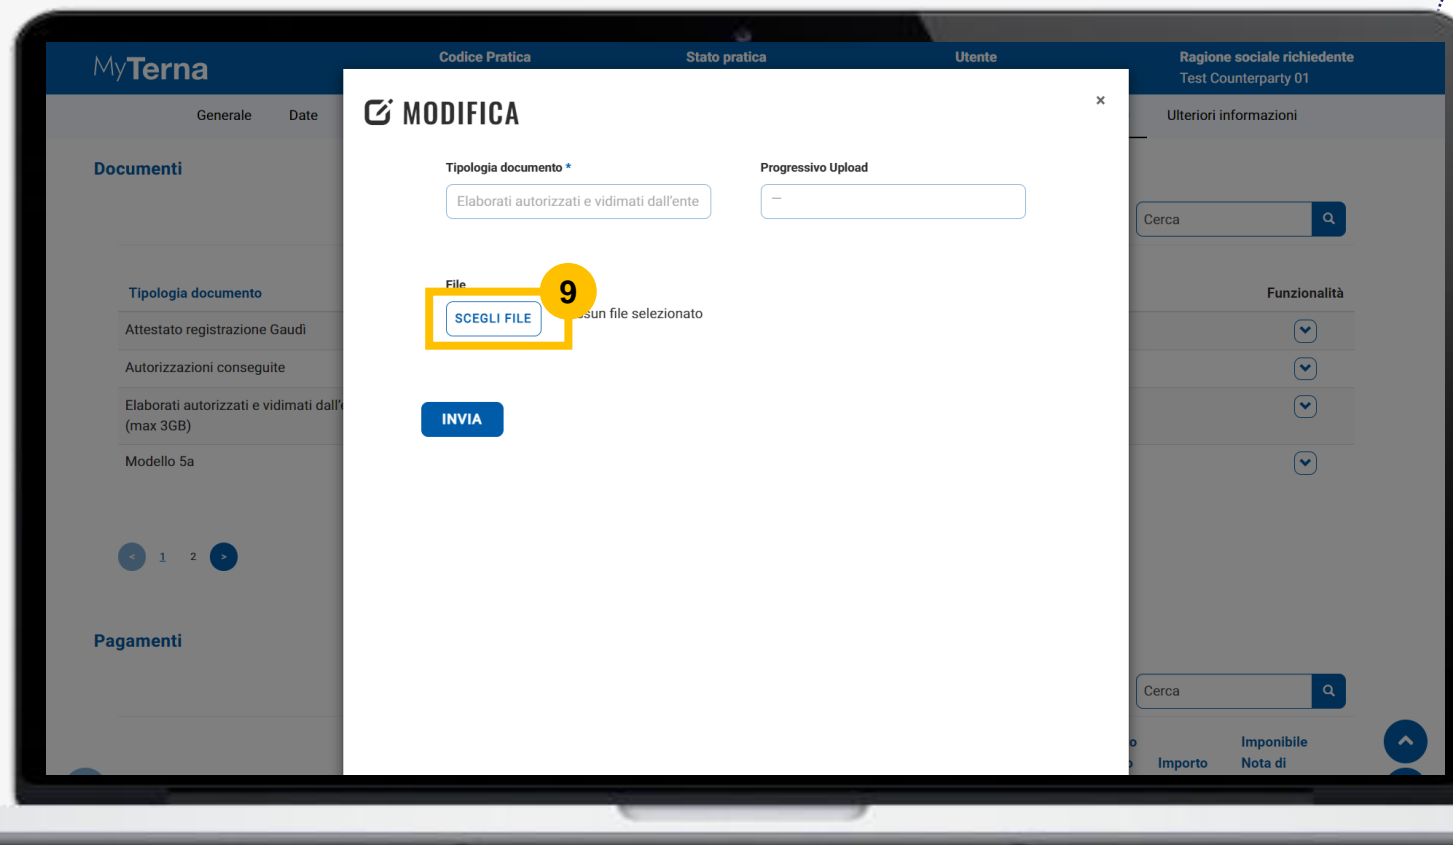 MyTerna
Codice Pratica
Stato pratica
Utente
Ragione sociale richiedente
Test Counterparty 01
Generale
Date
Ulteriori informazioni
MODIFICA
×
Tipologia documento *
Progressivo Upload
Elaborati autorizzati e vidimati dall'ente
—
File
9
SCEGLI FILE
file selezionato
INVIA
Documenti
Cerca
Tipologia documento
Funzionalità
Attestato registrazione Gaudì
Autorizzazioni conseguite
Elaborati autorizzati e vidimati
(max 3GB)
Modello 5a
< 1 2 >
Pagamenti
Cerca
Imponibile
Importo Nota di